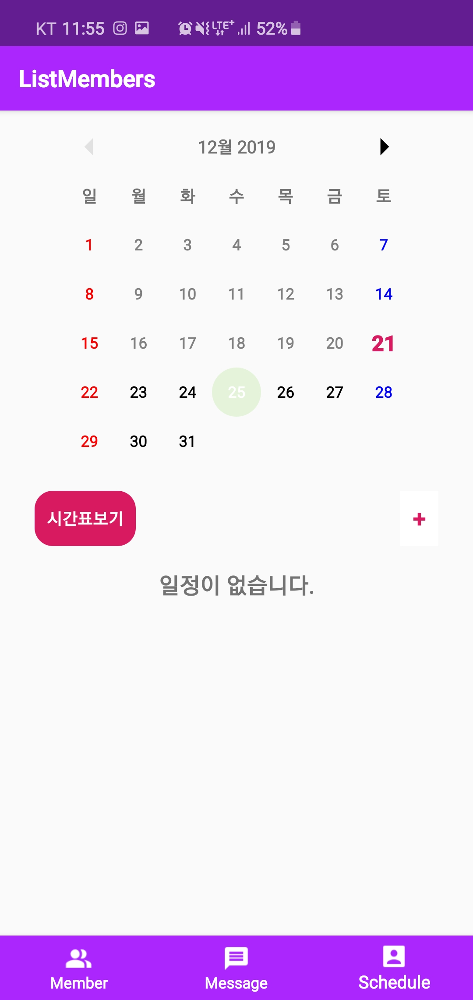 KT 11:55 LTE+ 52%
ListMembers
12월 2019
일 월 화 수 목 금 토
1 2 3 4 5 6 7
8 9 10 11 12 13 14
15 16 17 18 19 20 21
22 23 24 25 26 27 28
29 30 31
시간표보기 +
일정이 없습니다.
Member Message Schedule